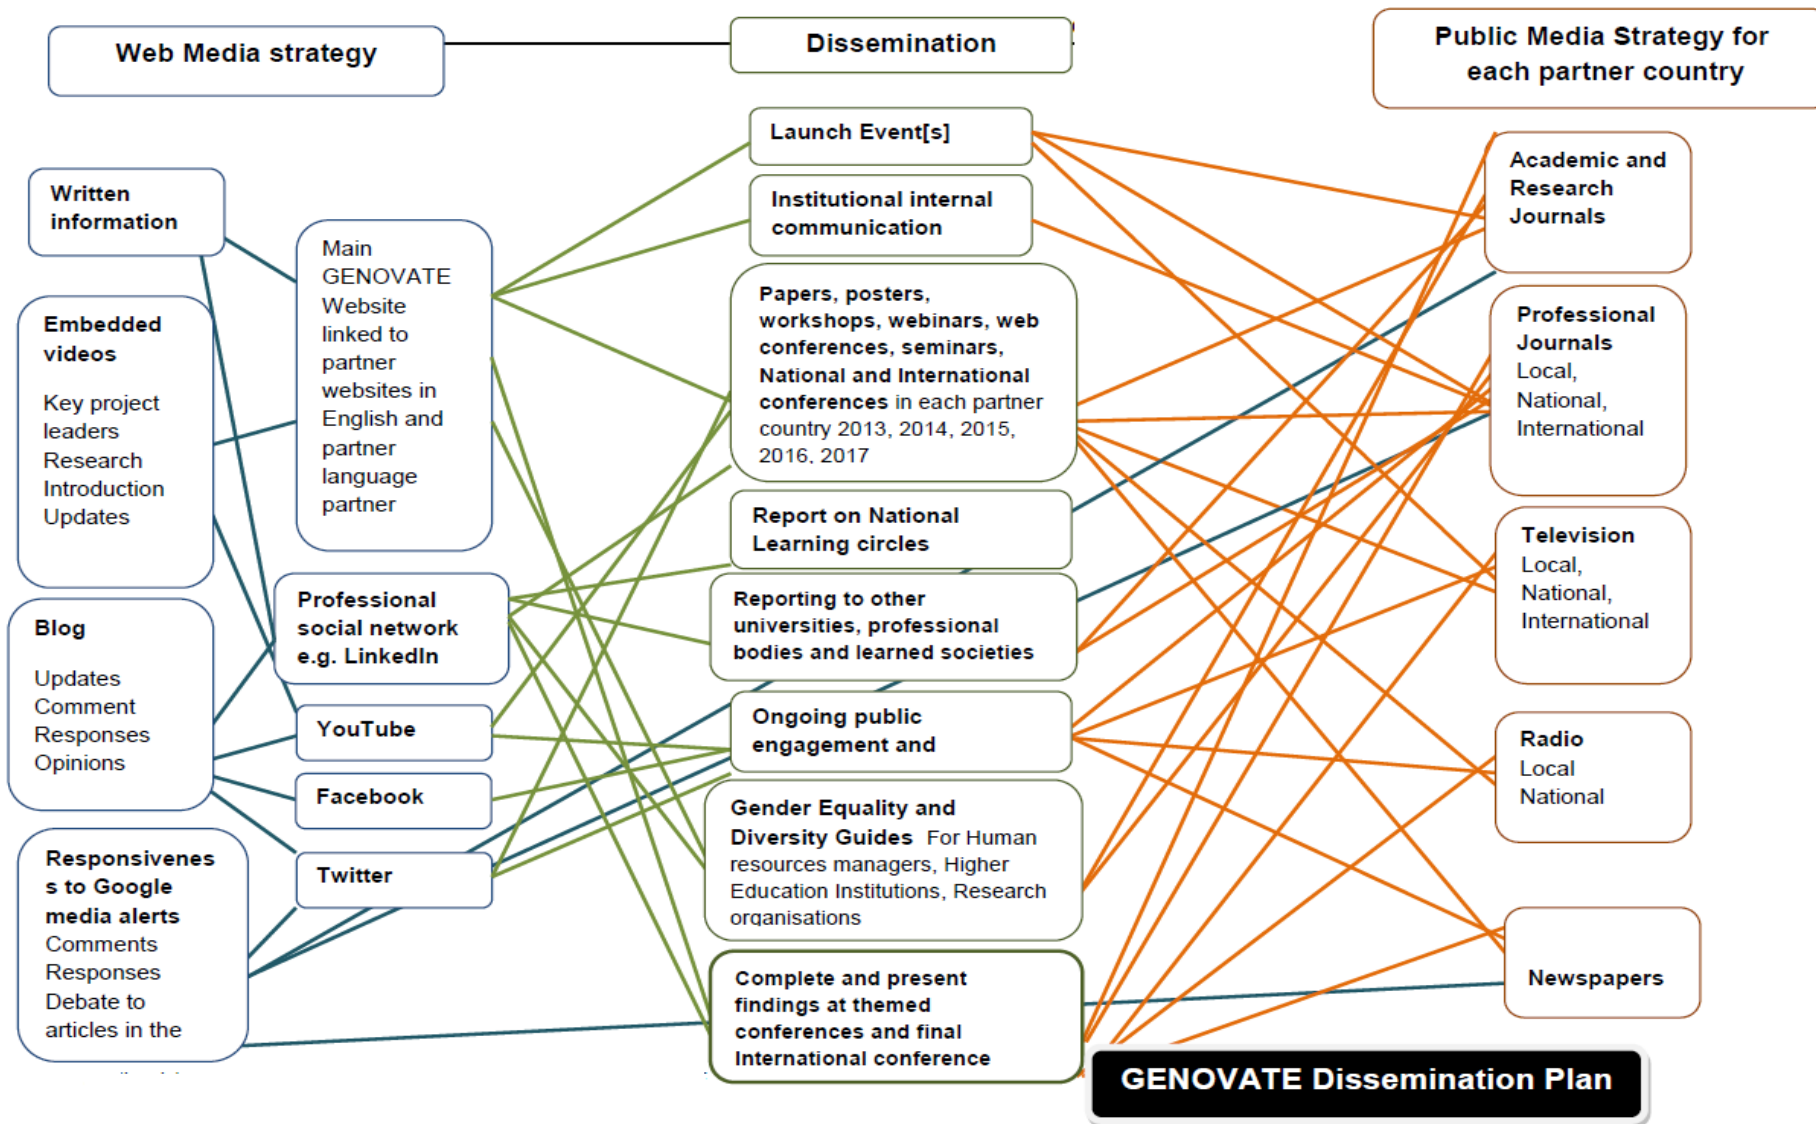 Web Media strategy
Dissemination
Public Media Strategy for
each partner country
Written
information
Embedded
videos
Key project
leaders
Research
Introduction
Updates
Blog
Updates
Comment
Responses
Opinions
Responsivenes
s to Google
media alerts
Comments
Responses
Debate to
articles in the
Main
GENOVATE
Website
linked to
partner
websites in
English and
partner
language
partner
Professional
social network
e.g. LinkedIn
YouTube
Facebook
Twitter
Launch Event[s]
Institutional internal
communication
Papers, posters,
workshops, webinars, web
conferences, seminars,
National and International
conferences in each partner
country 2013, 2014, 2015,
2016, 2017
Report on National
Learning circles
Reporting to other
universities, professional
bodies and learned societies
Ongoing public
engagement and
Gender Equality and
Diversity Guides For Human
resources managers, Higher
Education Institutions, Research
organisations
Complete and present
findings at themed
conferences and final
International conference
Academic and
Research
Journals
Professional
Journals
Local,
National,
International
Television
Local,
National,
International
Radio
Local
National
Newspapers
GENOVATE Dissemination Plan